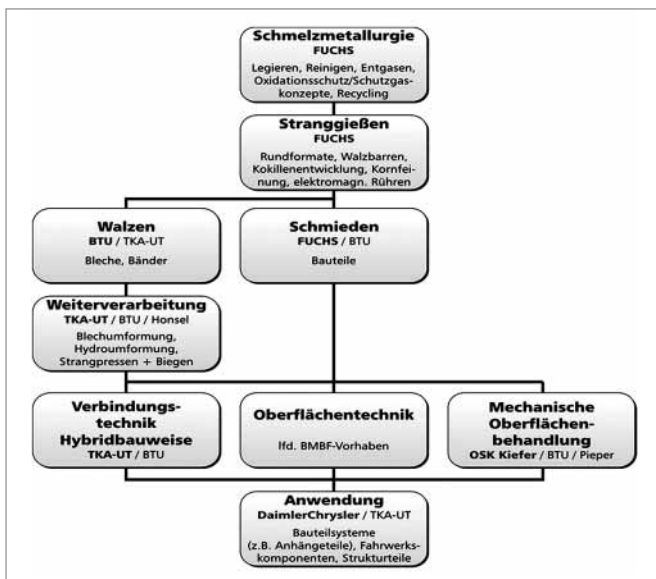 Schmelzmetallurgie
FUCHS
Legieren, Reinigen, Entgasen,
Oxidationsschutz/Schutzgas-
konzepte, Recycling
Stranggießen
FUCHS
Rundformate, Walzbarren,
Kokillenentwicklung, Kornfei-
nung, elektromagn. Rühren
Walzen
BTU / TKA-UT
Bleche, Bänder
Schmieden
FUCHS / BTU
Bauteile
Weiterverarbeitung
TKA-UT / BTU / Honsel
Blechumformung,
Hydroumformung,
Strangpressen + Biegen
Verbindungs-
technik
Hybridbauweise
TKA-UT / BTU
Oberflächentechnik
lfd. BMBF-Vorhaben
Mechanische
Oberflächen-
behandlung
OSK Kiefer / BTU / Pieper
Anwendung
DaimlerChrysler / TKA-UT
Bauteilsysteme
(z.B. Anhängeteile), Fahrwerks-
komponenten, Strukturteile